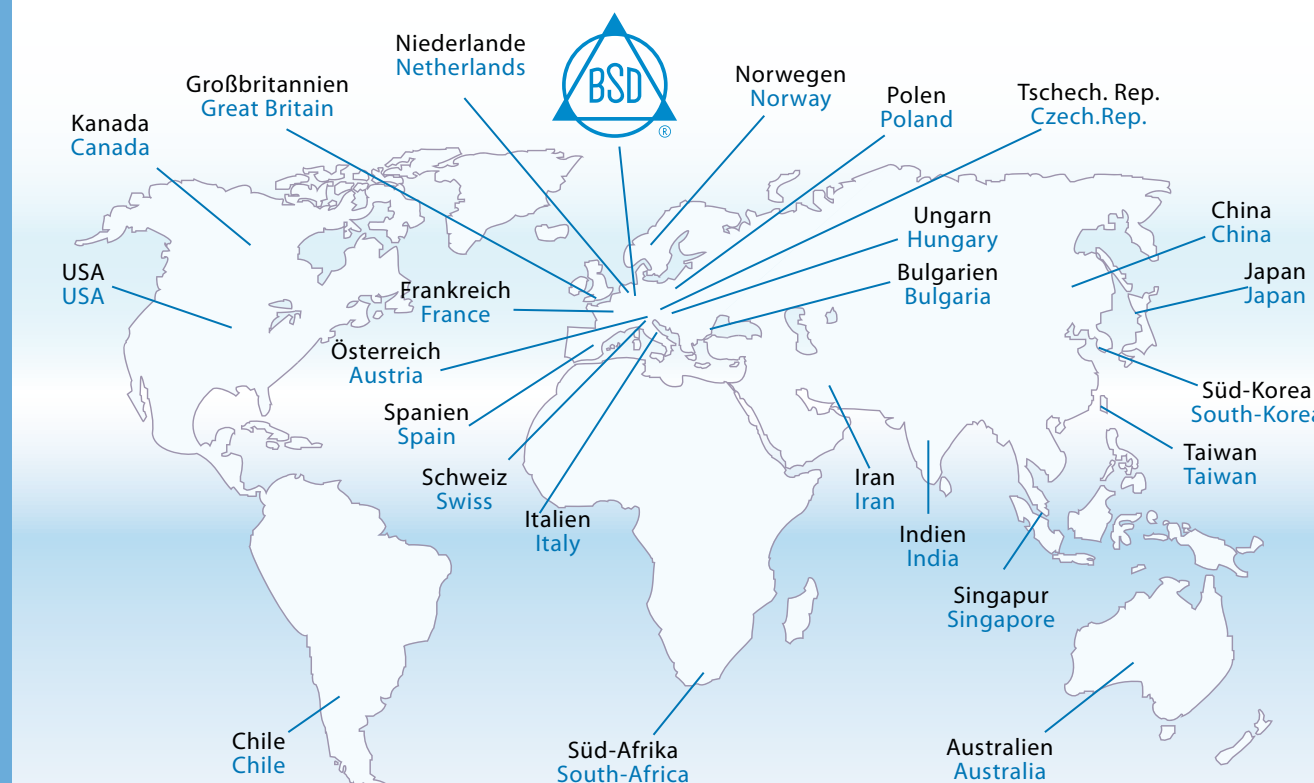 Niederlande
Netherlands
BSD
®
Großbritannien
Great Britain
Norwegen
Norway
Polen
Poland
Tschech. Rep.
Czech.Rep.
Kanada
Canada
Ungarn
Hungary
China
China
USA
USA
Frankreich
France
Bulgarien
Bulgaria
Japan
Japan
Österreich
Austria
Süd-Korea
South-Korea
Spanien
Spain
Schweiz
Swiss
Taiwan
Taiwan
Iran
Iran
Italien
Italy
Indien
India
Singapur
Singapore
Chile
Chile
Süd-Afrika
South-Africa
Australien
Australia